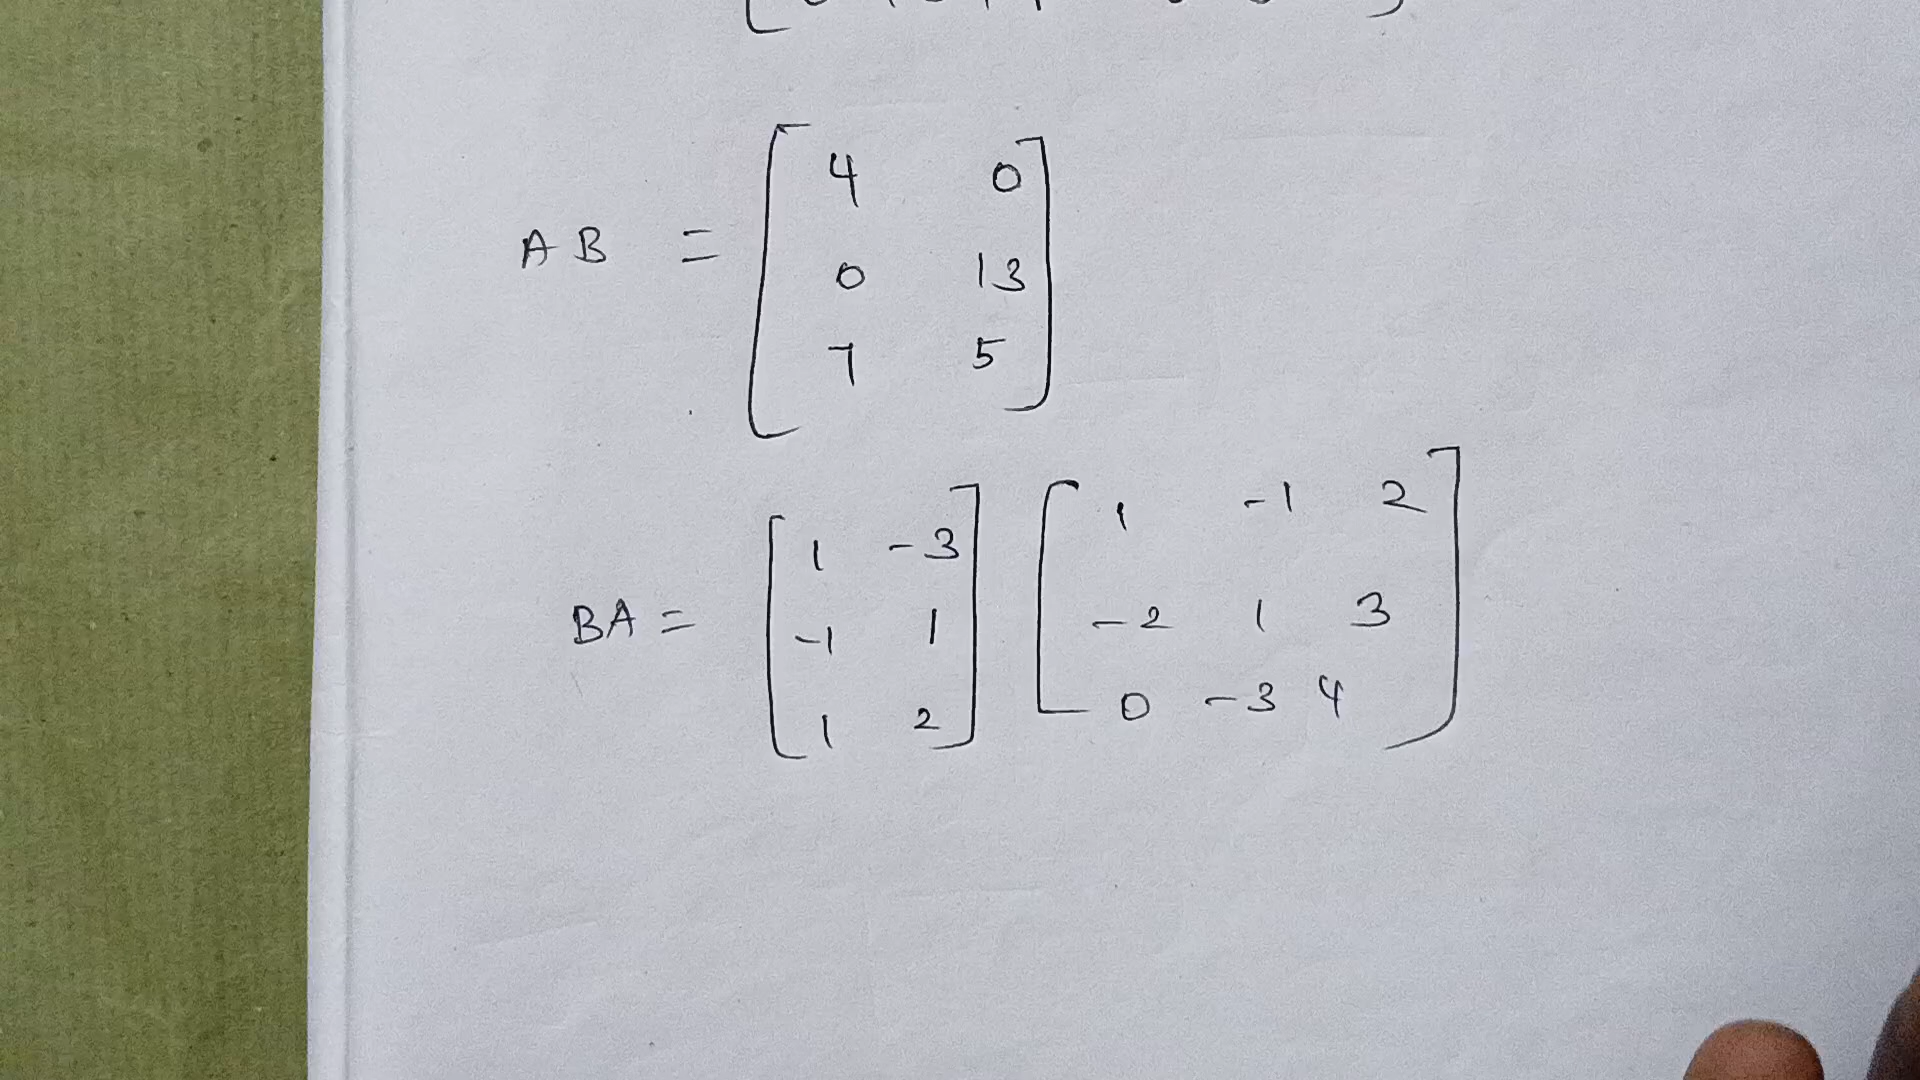 AB = [ 4 0
0 13
7 5 ]
BA = [ 1 -3
-1 1
1 2 ] [ 1 -1 2
-2 1 3
0 -3 4 ]